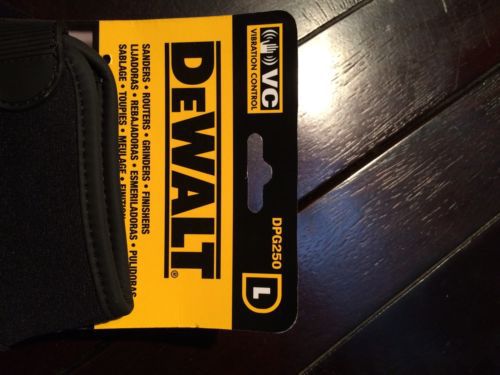 VC
VIBRATION CONTROL
DPG250
L
DEWALT®
SANDERS • ROUTERS • GRINDERS • FINISHERS
LIJADORAS • REBAJADORAS • ESMERILADORAS • PULIDORAS
SABLAGE • TOUPIES • MEULAGE •